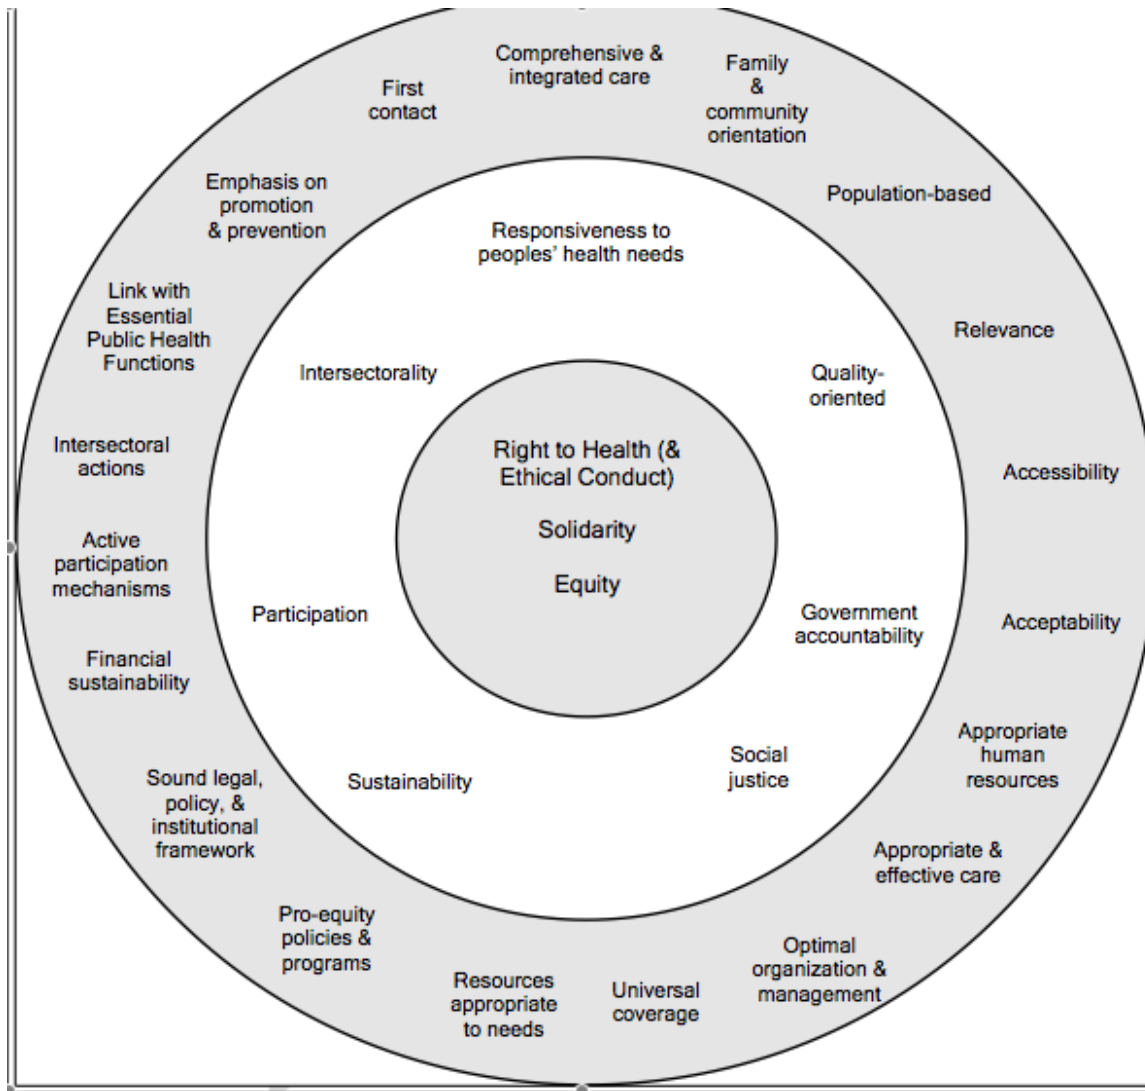 Comprehensive &
integrated care
Family
&
community
orientation
First
contact
Emphasis on
promotion
& prevention
Population-based
Responsiveness to
peoples' health needs
Link with
Essential
Public Health
Functions
Relevance
Intersectorality
Quality-
oriented
Right to Health (&
Ethical Conduct)
Solidarity
Equity
Intersectoral
actions
Accessibility
Active
participation
mechanisms
Participation
Government
accountability
Acceptability
Financial
sustainability
Appropriate
human
resources
Sustainability
Social
justice
Sound legal,
policy, &
institutional
framework
Appropriate &
effective care
Pro-equity
policies &
programs
Resources
appropriate
to needs
Universal
coverage
Optimal
organization &
management